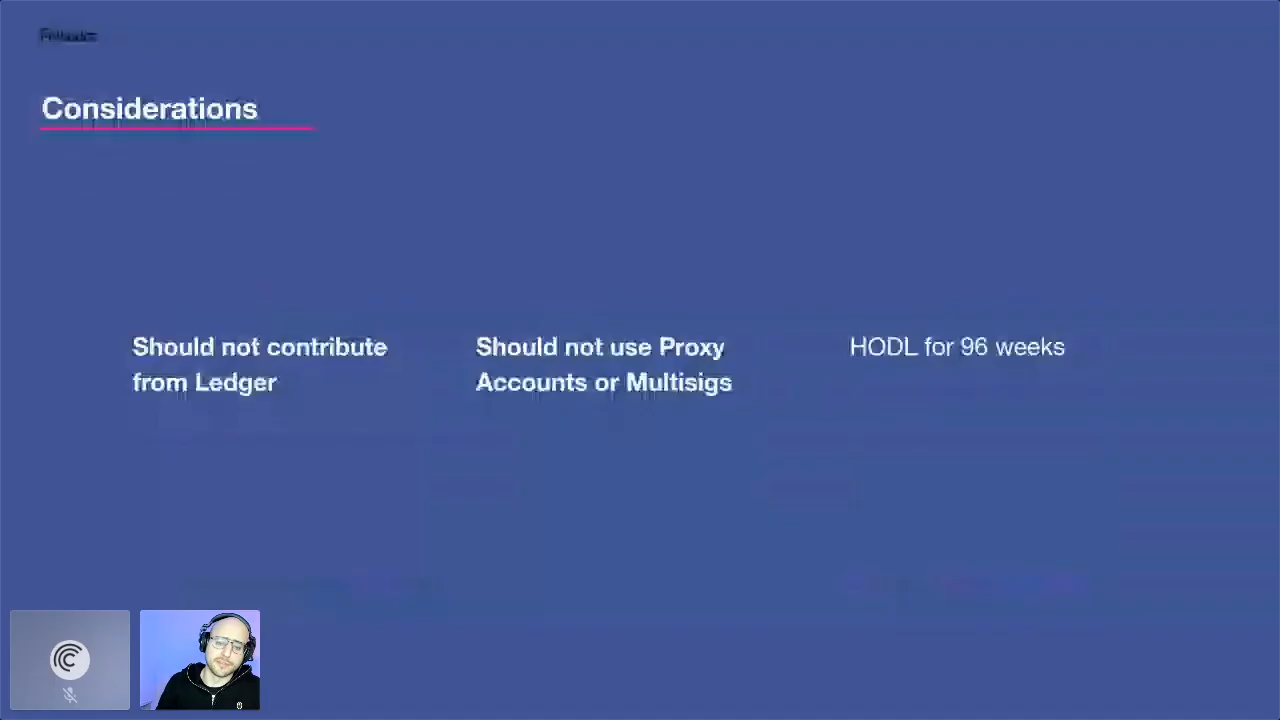 Considerations
Should not contribute
from Ledger
Should not use Proxy
Accounts or Multisigs
HODL for 96 weeks